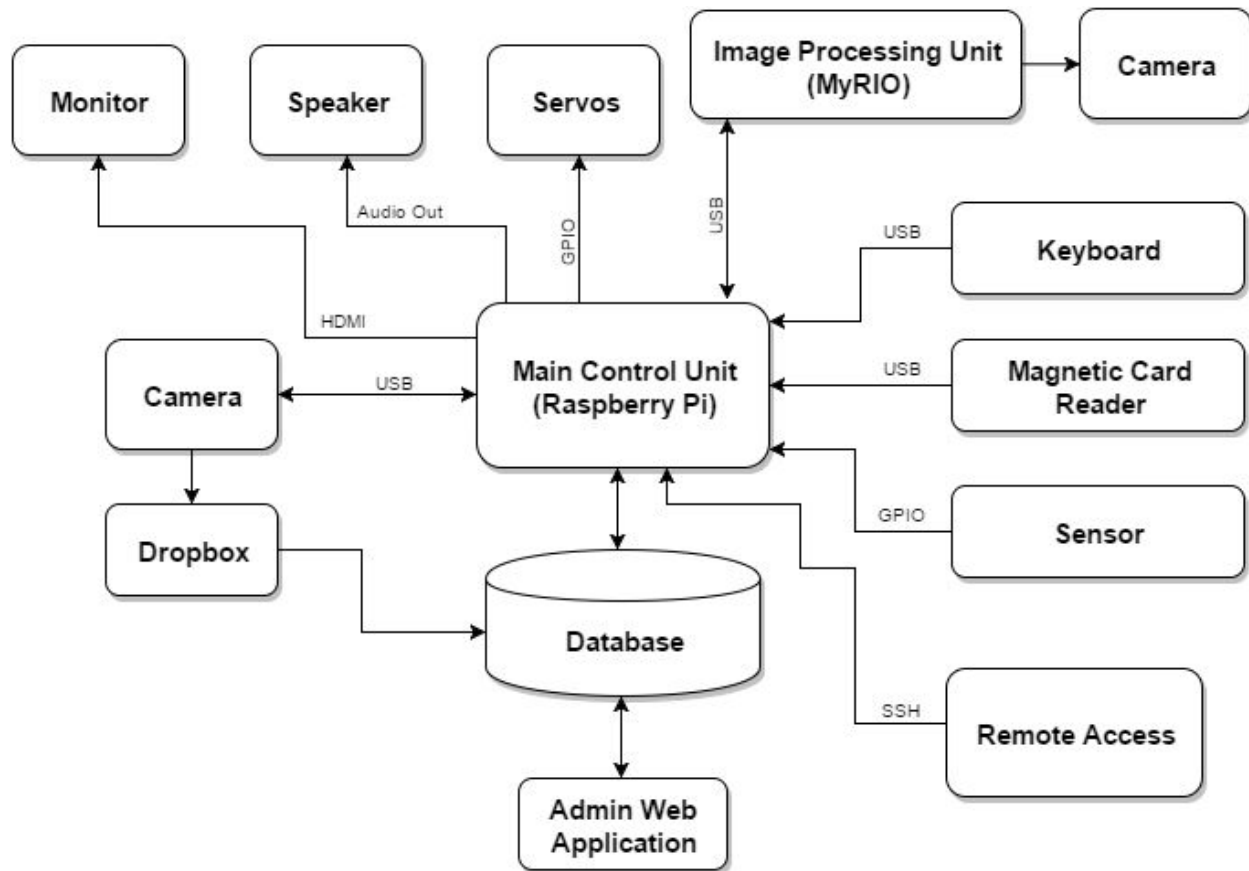 Image Processing Unit
(MyRIO)
Camera
Monitor
Speaker
Servos
Audio Out
GPIO
USB
USB
Keyboard
HDMI
Main Control Unit
(Raspberry Pi)
Camera
USB
USB
Magnetic Card
Reader
GPIO
Sensor
Dropbox
Database
SSH
Remote Access
Admin Web
Application